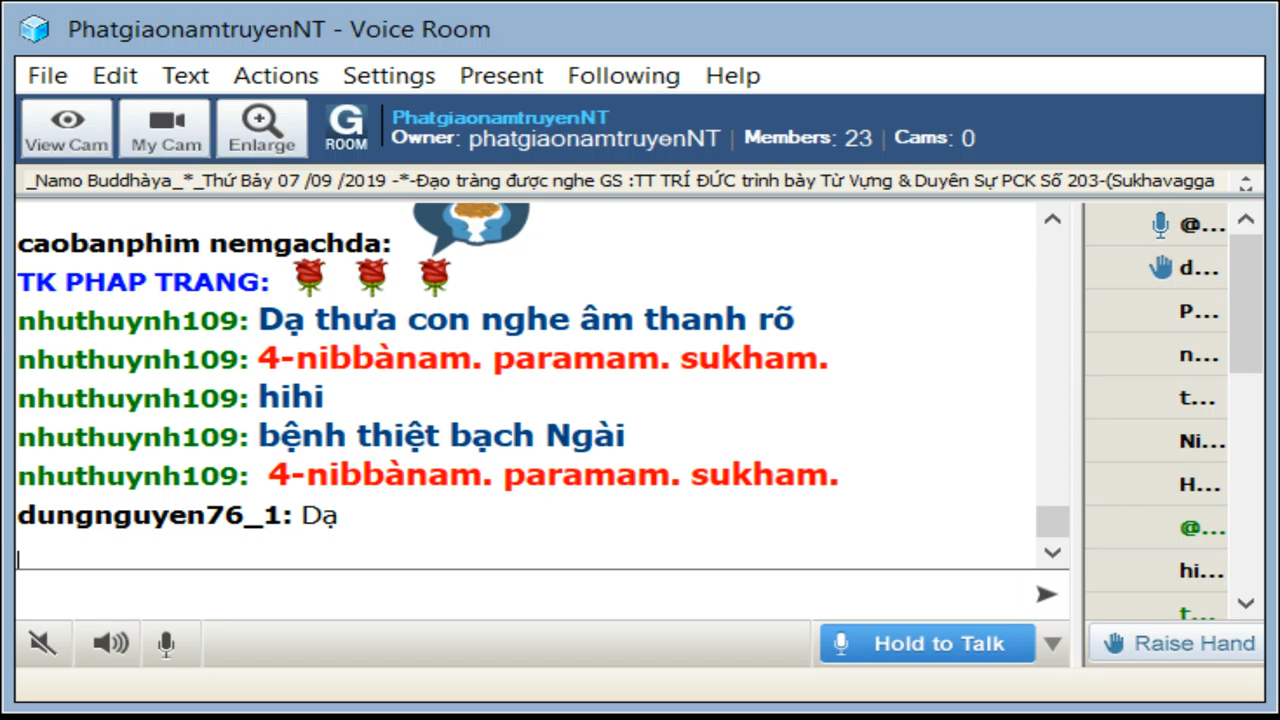 PhatgiaonamtruyenNT - Voice Room
File Edit Text Actions Settings Present Following Help
View Cam My Cam Enlarge G ROOM
PhatgiaonamtruyenNT
Owner: phatgiaonamtruyenNT | Members: 23 | Cams: 0
_Namo Buddhàya_*_Thứ Bảy 07 /09 /2019 -*-Đạo tràng được nghe GS :TT TRÍ ĐỨC trình bày Từ Vựng & Duyên Sự PCK Số 203-(Sukhavagga
caobanphim nemgachda:
TK PHAP TRANG:
nhuthuynh109: Dạ thưa con nghe âm thanh rõ
nhuthuynh109: 4-nibbànam. paramam. sukham.
nhuthuynh109: hihi
nhuthuynh109: bệnh thiệt bạch Ngài
nhuthuynh109: 4-nibbànam. paramam. sukham.
dungnguyen76_1: Dạ
@...
d...
P...
n...
t...
Ni...
H...
@...
hi...
t...
Hold to Talk
Raise Hand